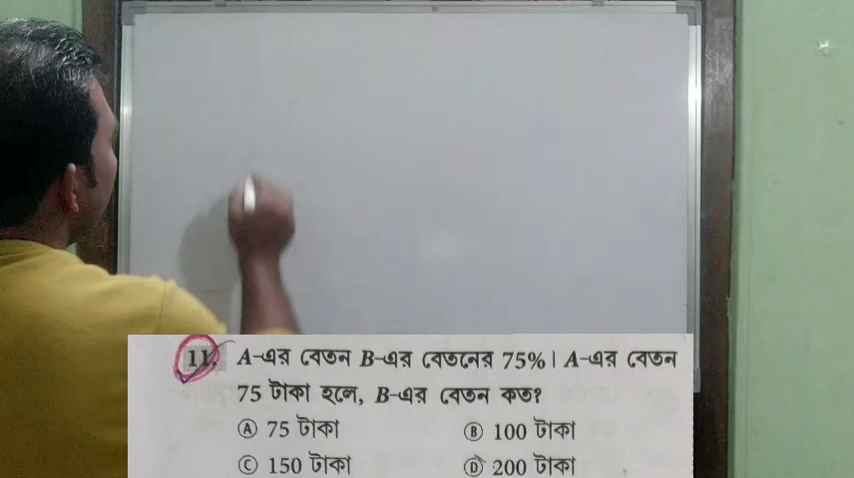 11. A-এর বেতন B-এর বেতনের 75%। A-এর বেতন
75 টাকা হলে, B-এর বেতন কত?
Ⓐ 75 টাকা Ⓑ 100 টাকা
Ⓒ 150 টাকা Ⓓ 200 টাকা